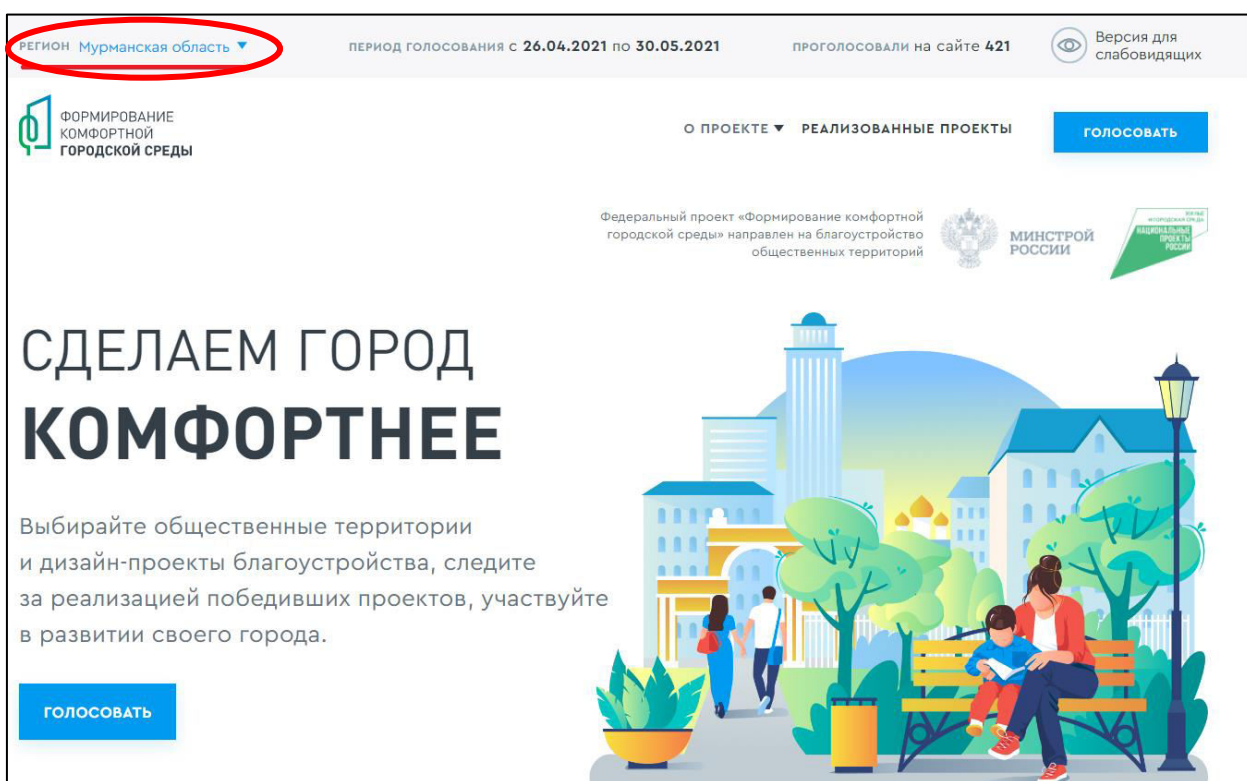 РЕГИОН Мурманская область ▼
ПЕРИОД ГОЛОСОВАНИЯ с 26.04.2021 по 30.05.2021
ПРОГОЛОСОВАЛИ на сайте 421
Версия для
слабовидящих
ФОРМИРОВАНИЕ
КОМФОРТНОЙ
ГОРОДСКОЙ СРЕДЫ
О ПРОЕКТЕ ▼ РЕАЛИЗОВАННЫЕ ПРОЕКТЫ
ГОЛОСОВАТЬ
Федеральный проект «Формирование комфортной
городской среды» направлен на благоустройство
общественных территорий
МИНСТРОЙ
РОССИИ
НАЦИОНАЛЬНЫЕ
ПРОЕКТЫ
РОССИИ
СДЕЛАЕМ ГОРОД
КОМФОРТНЕЕ
Выбирайте общественные территории
и дизайн-проекты благоустройства, следите
за реализацией победивших проектов, участвуйте
в развитии своего города.
ГОЛОСОВАТЬ